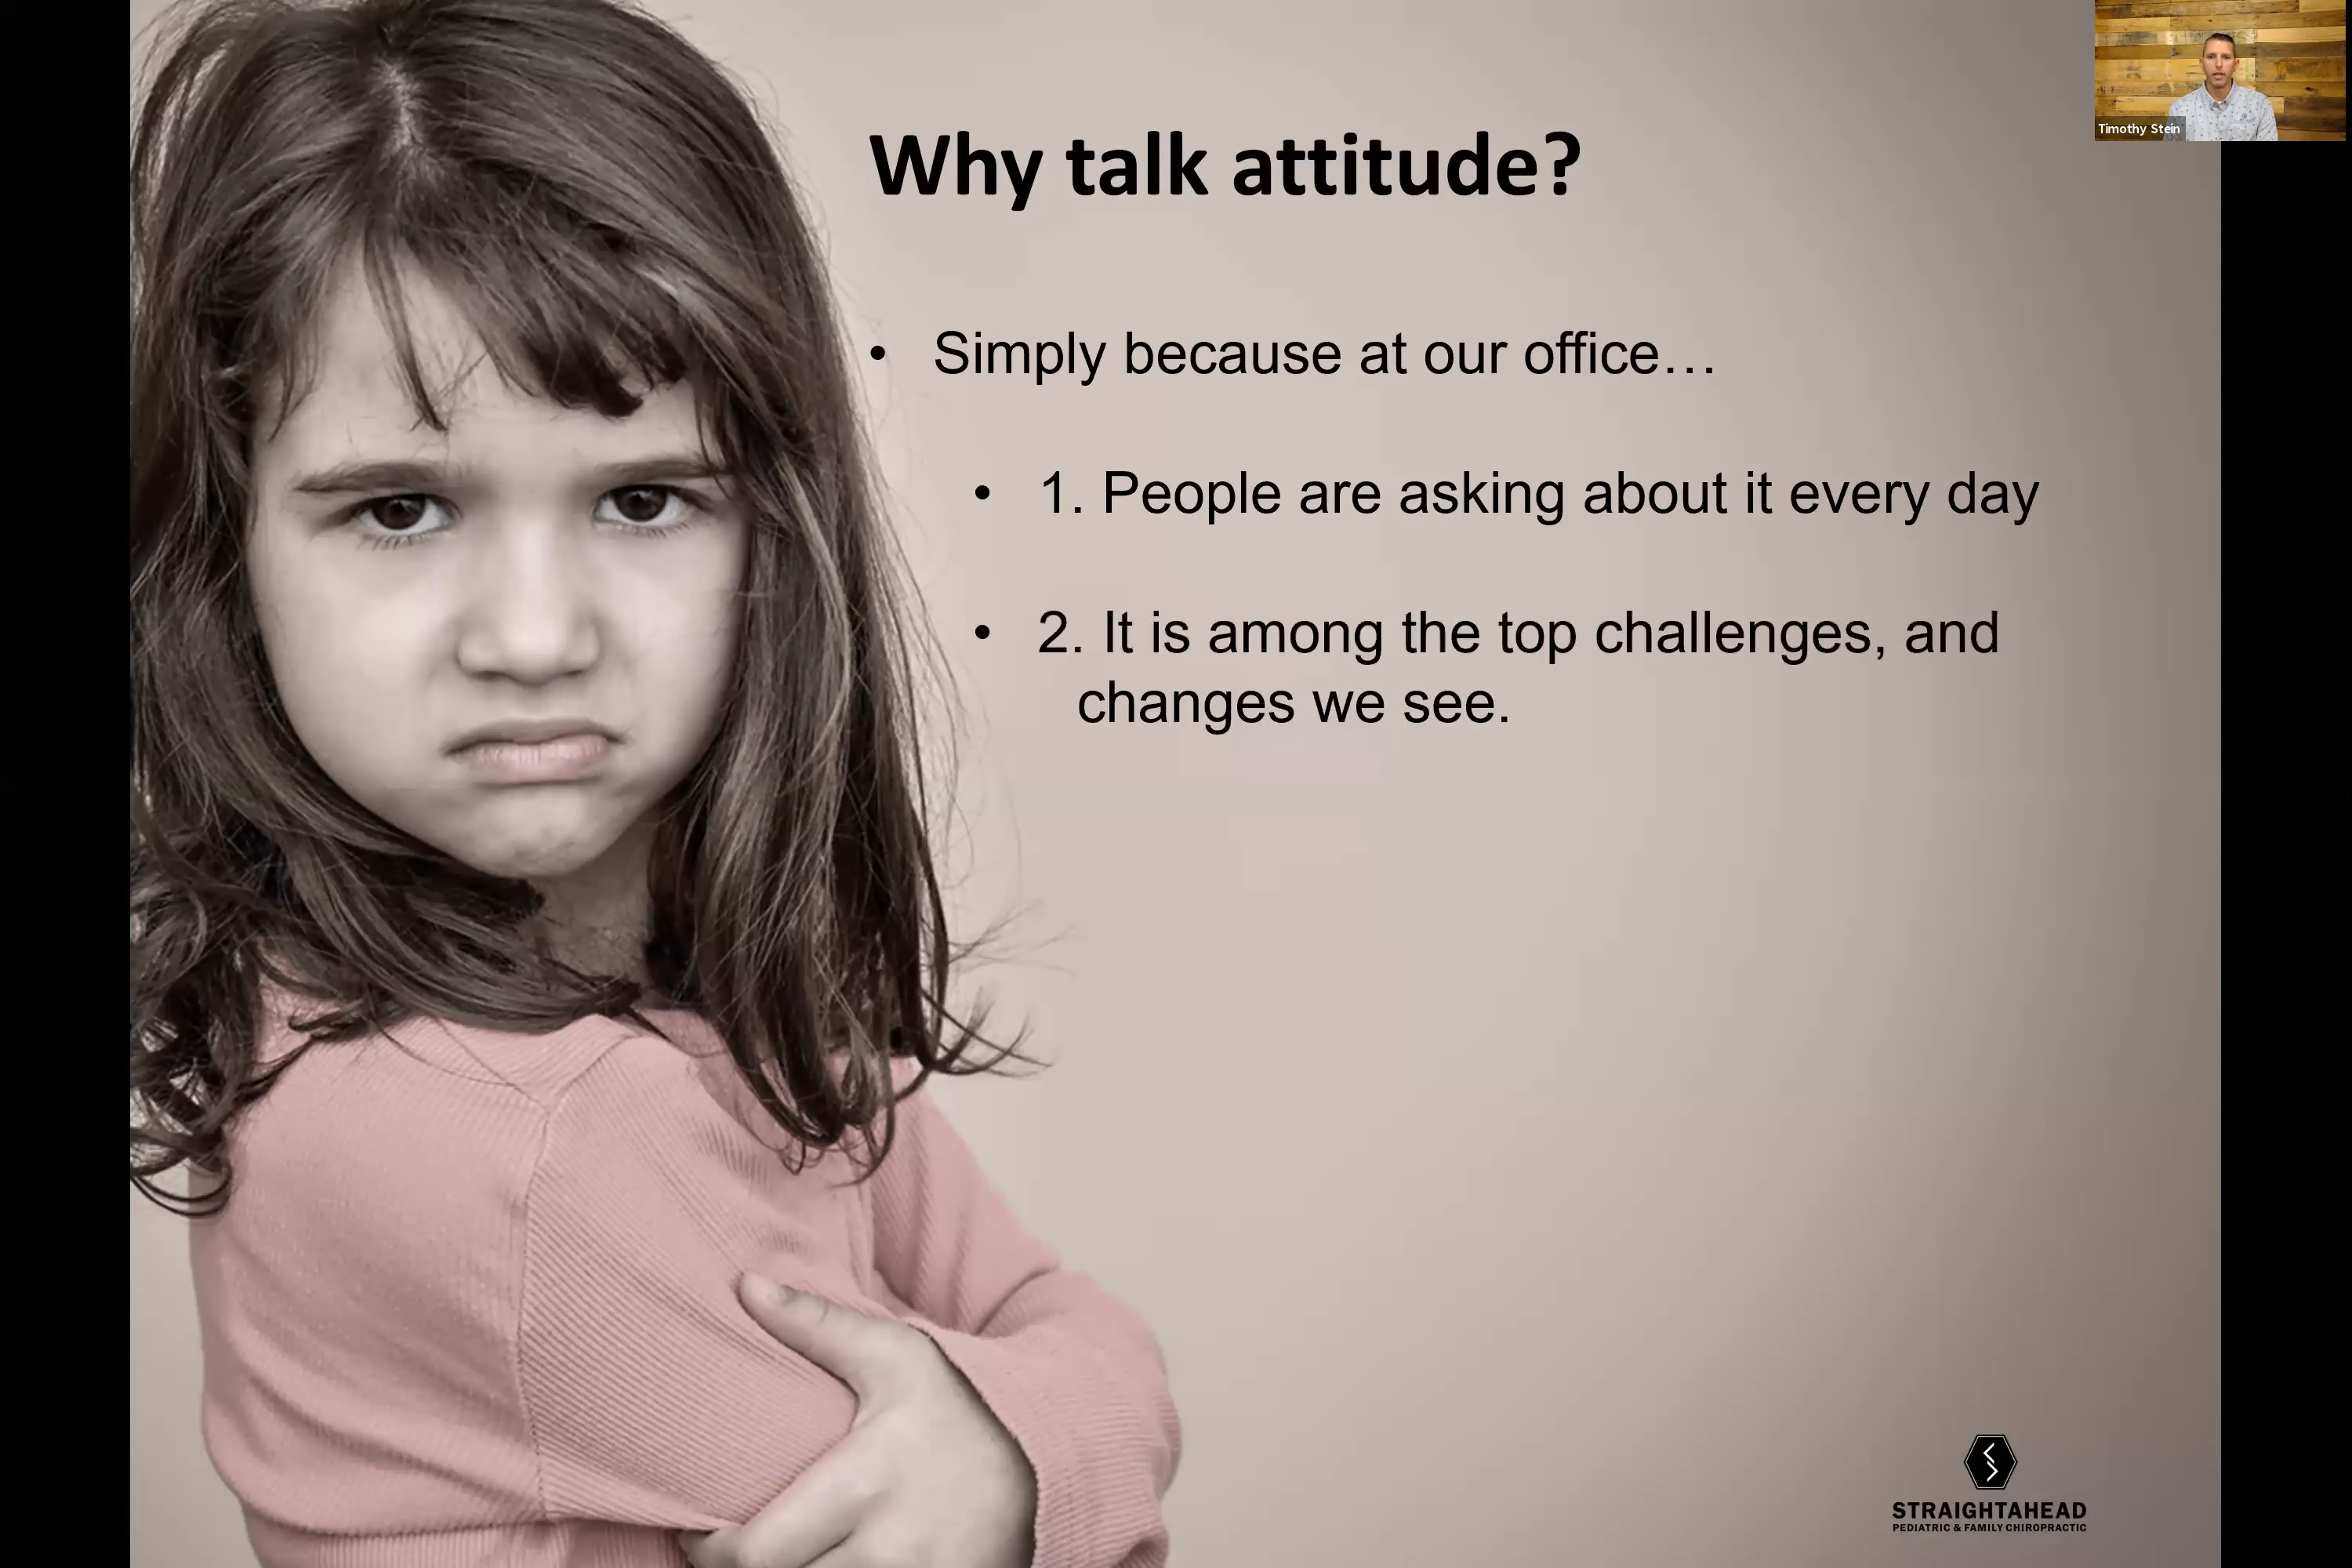 Timothy Stein
Why talk attitude?
• Simply because at our office…
• 1. People are asking about it every day
• 2. It is among the top challenges, and
changes we see.
STRAIGHTAHEAD
PEDIATRIC & FAMILY CHIROPRACTIC